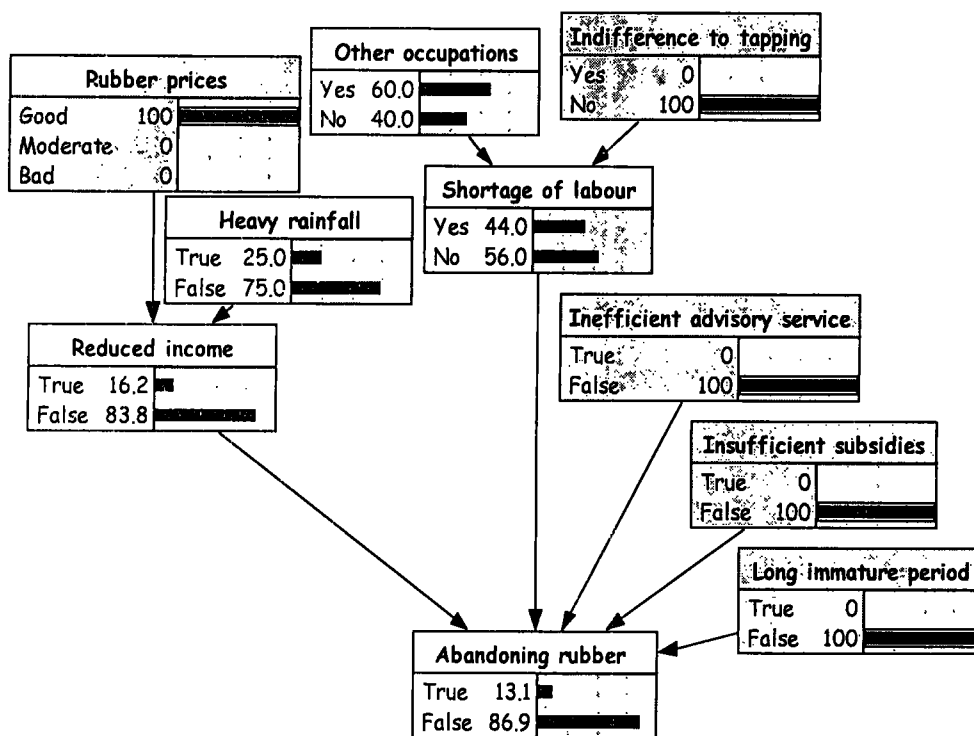 Rubber prices
Good 100
Moderate 0
Bad 0
Other occupations
Yes 60.0
No 40.0
Indifference to tapping
Yes 0
No 100
Shortage of labour
Yes 44.0
No 56.0
Heavy rainfall
True 25.0
False 75.0
Reduced income
True 16.2
False 83.8
Inefficient advisory service
True 0
False 100
Insufficient subsidies
True 0
False 100
Long immature period
True 0
False 100
Abandoning rubber
True 13.1
False 86.9